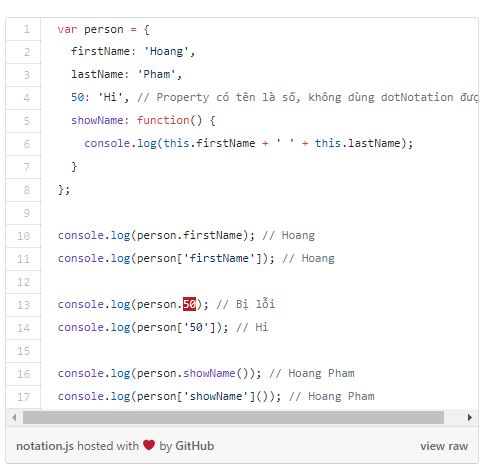 1 var person = {
2 firstName: 'Hoang',
3 lastName: 'Pham',
4 50: 'Hi', // Property có tên là số, không dùng dotNotation đượ
5 showName: function() {
6 console.log(this.firstName + ' ' + this.lastName);
7 }
8 };
9
10 console.log(person.firstName); // Hoang
11 console.log(person['firstName']); // Hoang
12
13 console.log(person.50); // Bị lỗi
14 console.log(person['50']); // Hi
15
16 console.log(person.showName()); // Hoang Pham
17 console.log(person['showName']()); // Hoang Pham
notation.js hosted with ❤ by GitHub view raw